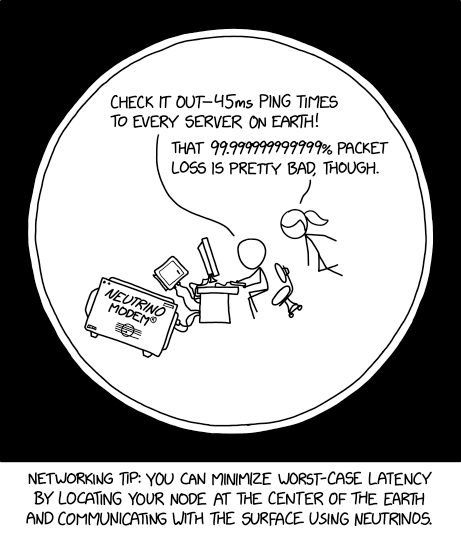 CHECK IT OUT—45ms PING TIMES
TO EVERY SERVER ON EARTH!
THAT 99.999999999999% PACKET
LOSS IS PRETTY BAD, THOUGH.
NEUTRINO
MODEM®
NETWORKING TIP: YOU CAN MINIMIZE WORST-CASE LATENCY
BY LOCATING YOUR NODE AT THE CENTER OF THE EARTH
AND COMMUNICATING WITH THE SURFACE USING NEUTRINOS.